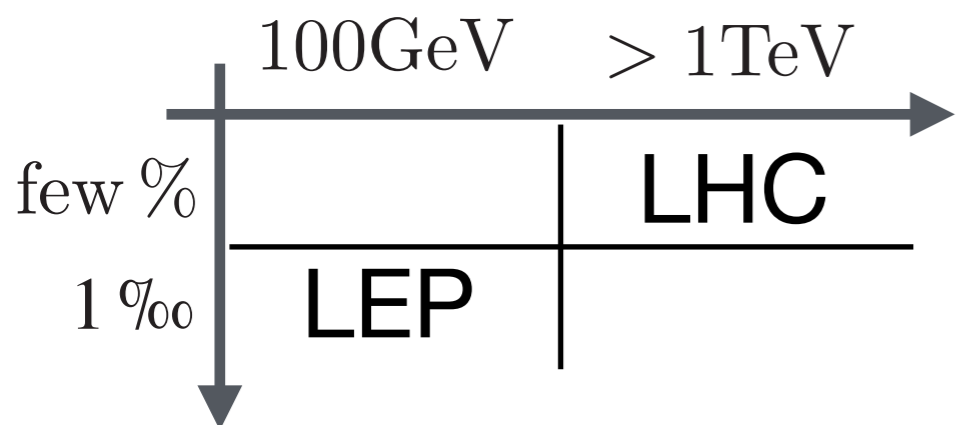 100GeV > 1TeV
few % LHC
1 ‰ LEP